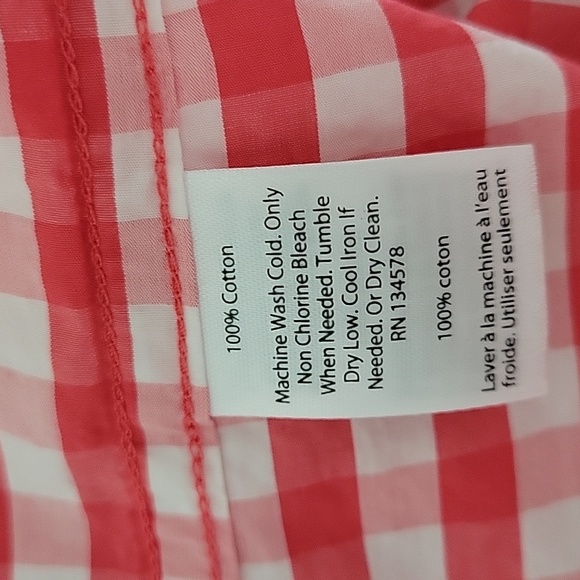 100% Cotton
Machine Wash Cold. Only
Non Chlorine Bleach
When Needed. Tumble
Dry Low. Cool Iron If
Needed. Or Dry Clean.
RN 134578
100% coton
Laver à la machine à l'eau
froide. Utiliser seulement